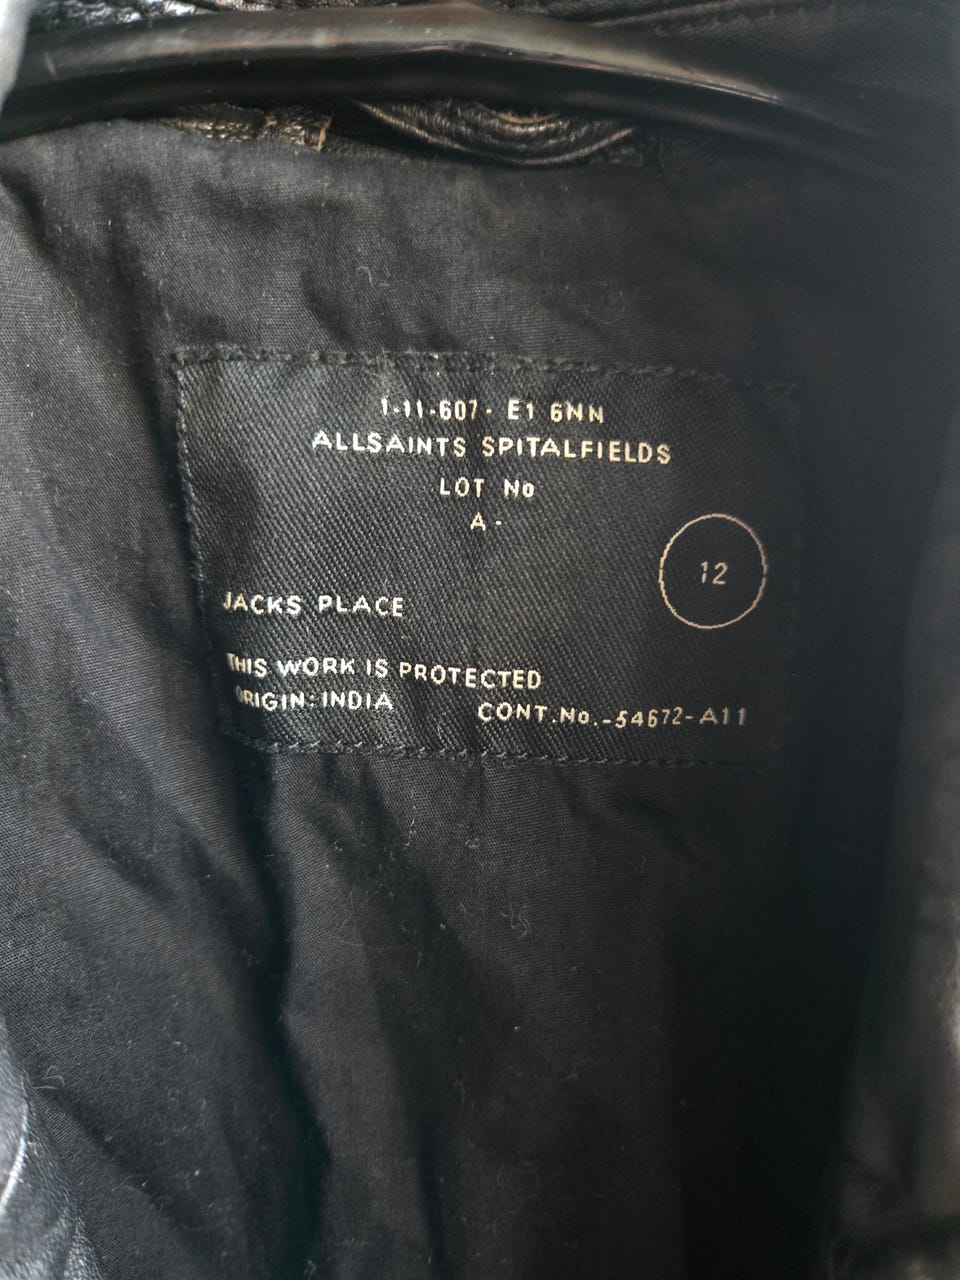 1-11-607- E1 6NN
ALLSAINTS SPITALFIELDS
LOT No
A-
12
JACKS PLACE
THIS WORK IS PROTECTED
ORIGIN: INDIA CONT.No.-54672-A11